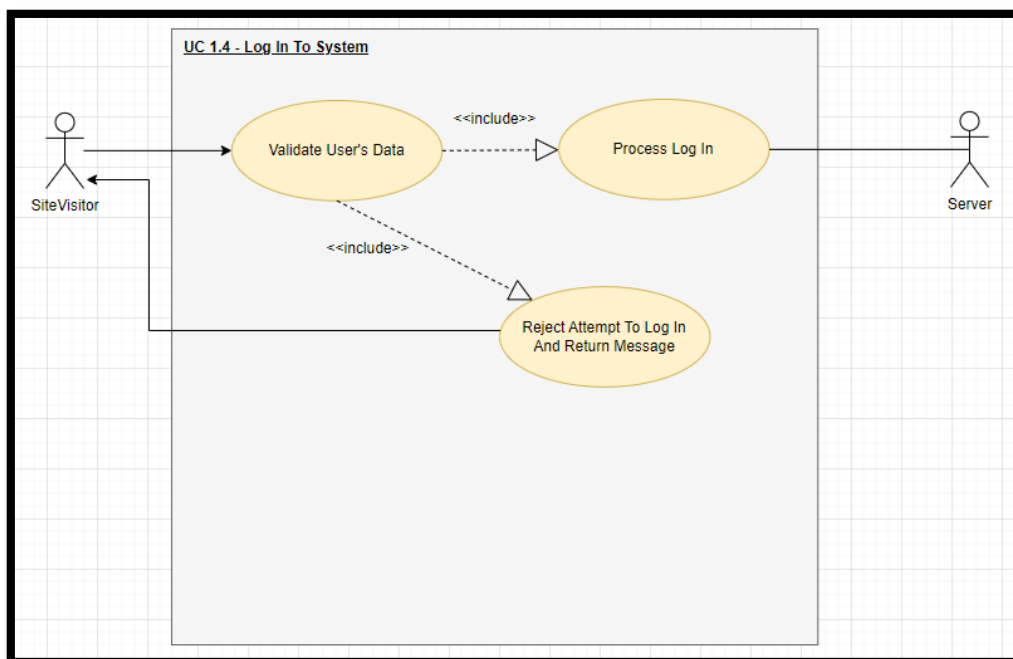 UC 1.4 - Log In To System
<<include>>
Validate User's Data
Process Log In
SiteVisitor
Server
<<include>>
Reject Attempt To Log In
And Return Message